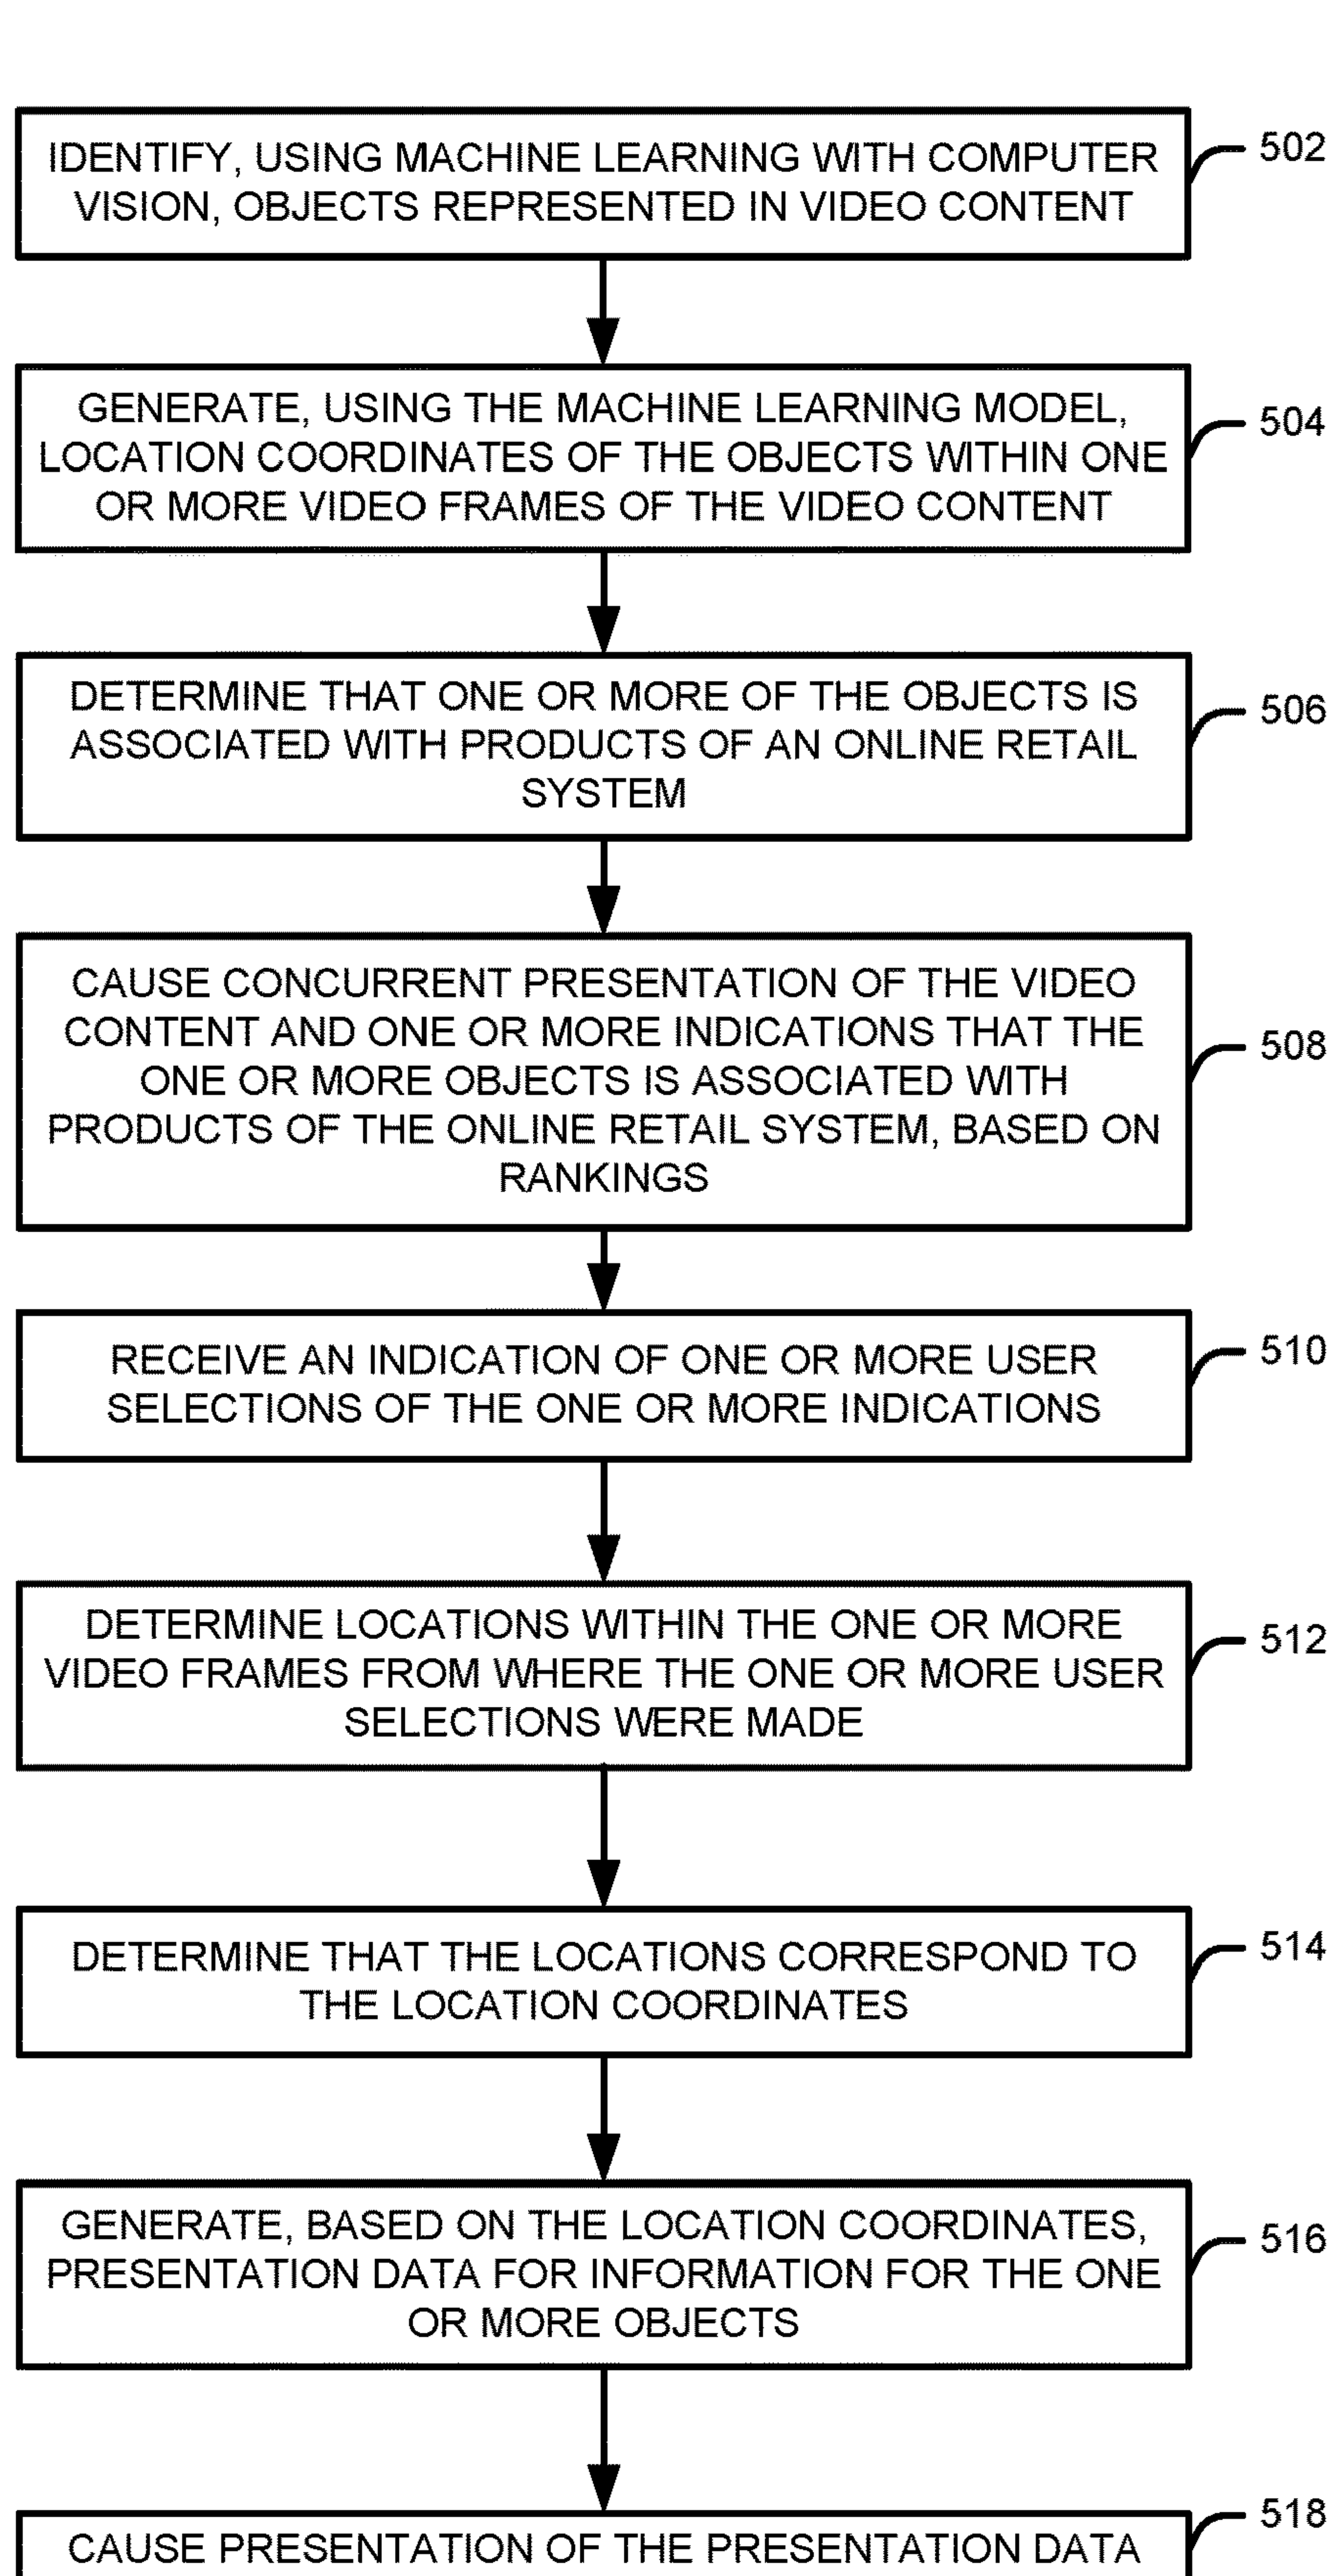 IDENTIFY, USING MACHINE LEARNING WITH COMPUTER
VISION, OBJECTS REPRESENTED IN VIDEO CONTENT
502
GENERATE, USING THE MACHINE LEARNING MODEL,
LOCATION COORDINATES OF THE OBJECTS WITHIN ONE
OR MORE VIDEO FRAMES OF THE VIDEO CONTENT
504
DETERMINE THAT ONE OR MORE OF THE OBJECTS IS
ASSOCIATED WITH PRODUCTS OF AN ONLINE RETAIL
SYSTEM
506
CAUSE CONCURRENT PRESENTATION OF THE VIDEO
CONTENT AND ONE OR MORE INDICATIONS THAT THE
ONE OR MORE OBJECTS IS ASSOCIATED WITH
PRODUCTS OF THE ONLINE RETAIL SYSTEM, BASED ON
RANKINGS
508
RECEIVE AN INDICATION OF ONE OR MORE USER
SELECTIONS OF THE ONE OR MORE INDICATIONS
510
DETERMINE LOCATIONS WITHIN THE ONE OR MORE
VIDEO FRAMES FROM WHERE THE ONE OR MORE USER
SELECTIONS WERE MADE
512
DETERMINE THAT THE LOCATIONS CORRESPOND TO
THE LOCATION COORDINATES
514
GENERATE, BASED ON THE LOCATION COORDINATES,
PRESENTATION DATA FOR INFORMATION FOR THE ONE
OR MORE OBJECTS
516
CAUSE PRESENTATION OF THE PRESENTATION DATA
518